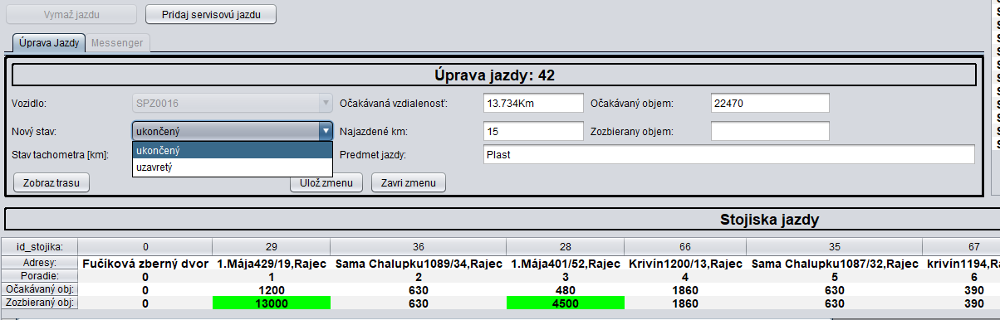 Vymaž jazdu Pridaj servisovú jazdu
Úprava Jazdy Messenger
Úprava jazdy: 42
Vozidlo: SPZ0016 Očakávaná vzdialenosť: 13.734Km Očakávaný objem: 22470
Nový stav: ukončený Najazdené km: 15 Zozbierany objem:
ukončený
Stav tachometra [km]: Predmet jazdy: Plast
uzavretý
Zobraz trasu Ulož zmenu Zavri zmenu
Stojiska jazdy
id_stojika: 0 29 36 28 66 35 67
Adresy: Fučíková zberný dvor 1.Mája429/19,Rajec Sama Chalupku1089/34,Rajec 1.Mája401/52,Rajec Krivín1200/13,Rajec Sama Chalupku1087/32,Rajec krivín1194,R
Poradie: 0 1 2 3 4 5 6
Očakávaný obj: 0 1200 630 480 1860 630 390
Zozbieraný obj: 0 13000 630 4500 1860 630 390